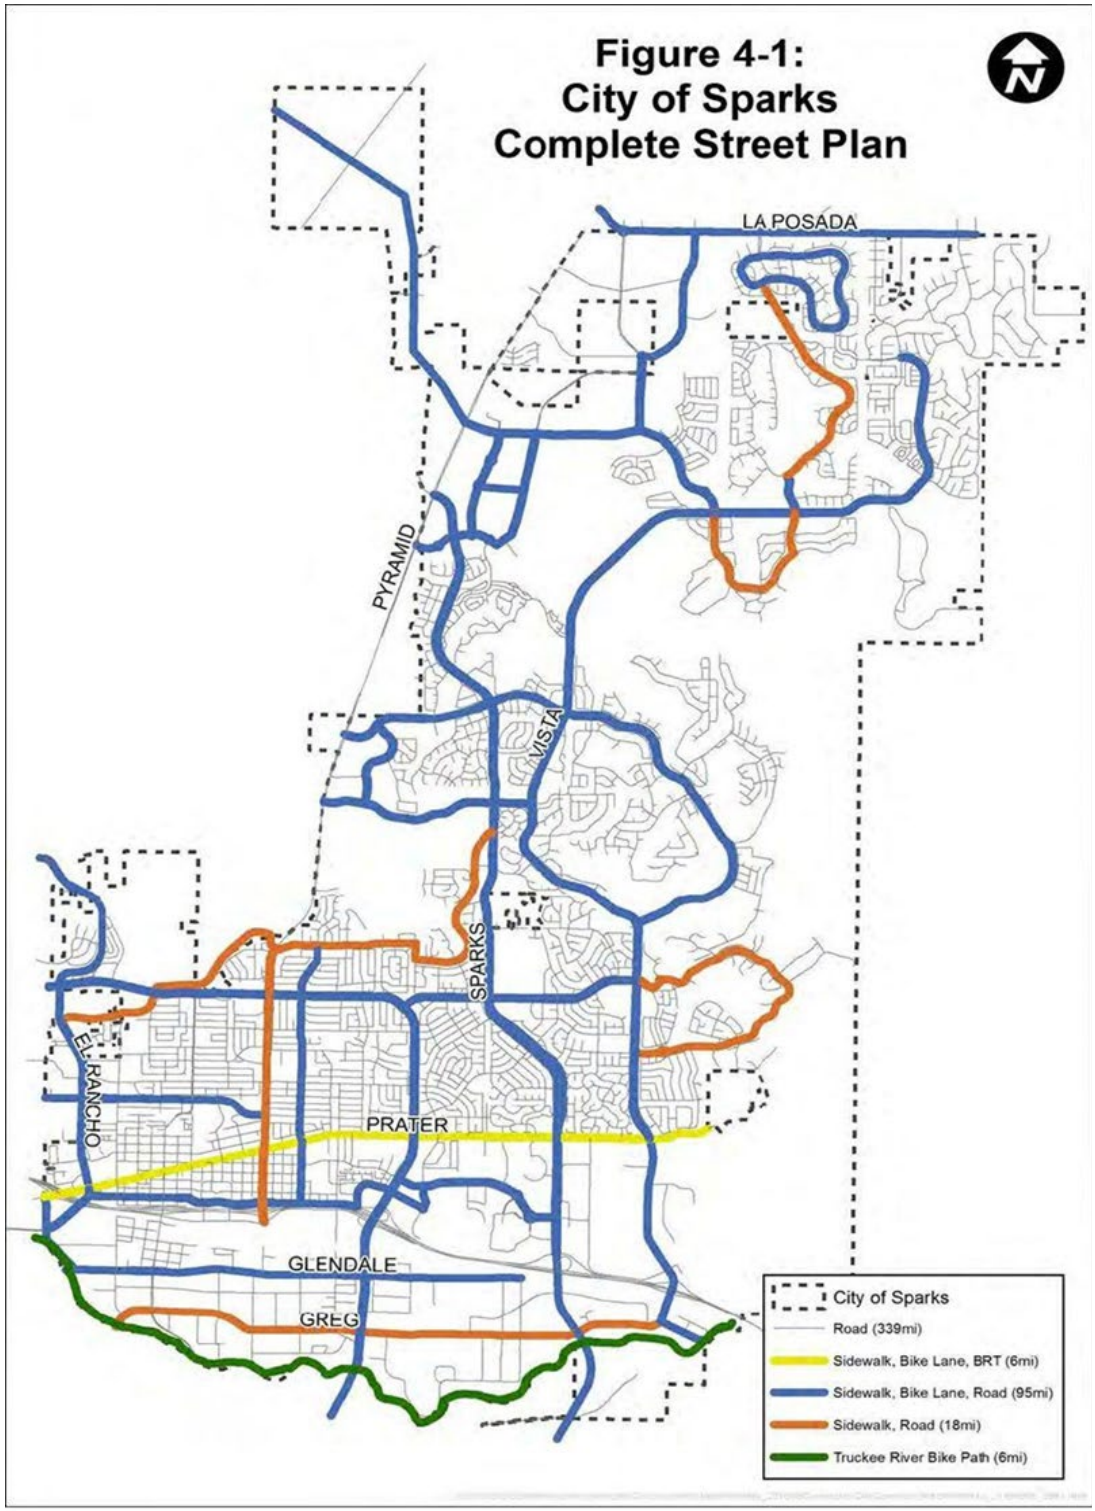 Figure 4-1:
City of Sparks
Complete Street Plan
N
LA POSADA
PYRAMID
VISTA
SPARKS
EL RANCHO
PRATER
GLENDALE
GREG
City of Sparks
Road (339mi)
Sidewalk, Bike Lane, BRT (6mi)
Sidewalk, Bike Lane, Road (95mi)
Sidewalk, Road (18mi)
Truckee River Bike Path (6mi)